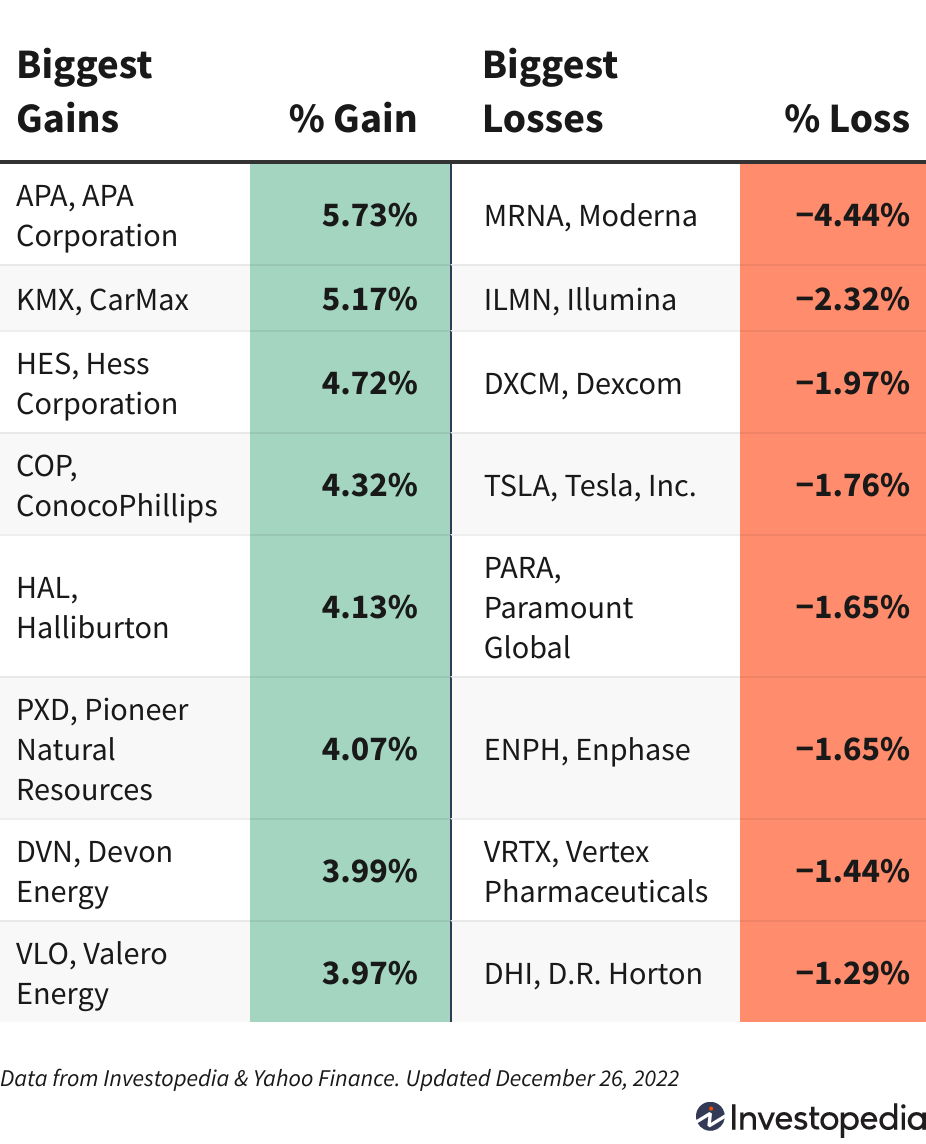 Biggest
Gains
% Gain
Biggest
Losses
% Loss
APA, APA
Corporation
5.73%
MRNA, Moderna
−4.44%
KMX, CarMax
5.17%
ILMN, Illumina
−2.32%
HES, Hess
Corporation
4.72%
DXCM, Dexcom
−1.97%
COP,
ConocoPhillips
4.32%
TSLA, Tesla, Inc.
−1.76%
HAL,
Halliburton
4.13%
PARA,
Paramount
Global
−1.65%
PXD, Pioneer
Natural
Resources
4.07%
ENPH, Enphase
−1.65%
DVN, Devon
Energy
3.99%
VRTX, Vertex
Pharmaceuticals
−1.44%
VLO, Valero
Energy
3.97%
DHI, D.R. Horton
−1.29%
Data from Investopedia & Yahoo Finance. Updated December 26, 2022
Investopedia